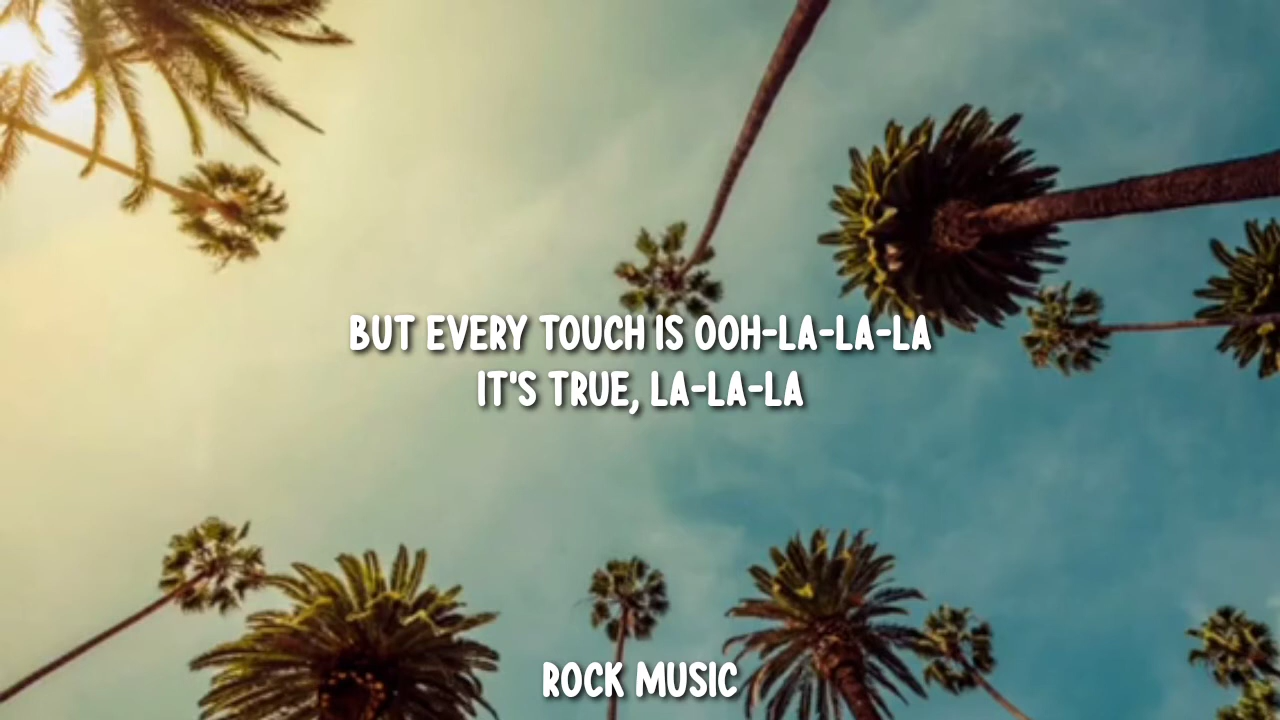 BUT EVERY TOUCH IS OOH-LA-LA-LA
IT'S TRUE, LA-LA-LA
ROCK MUSIC